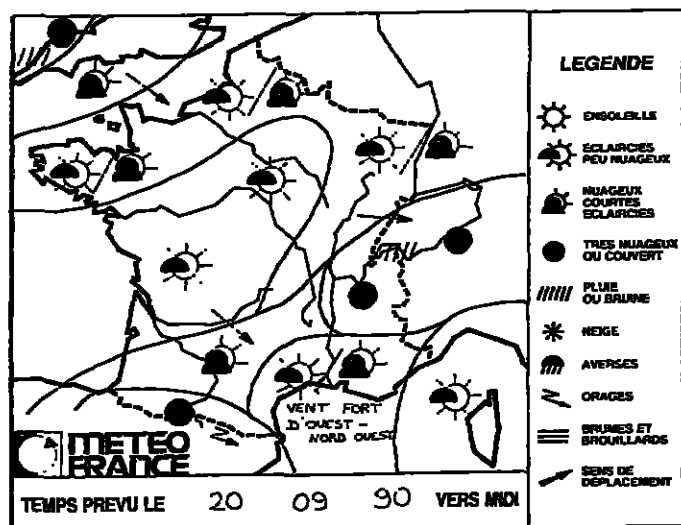 VENT FORT
D'OUEST -
NORD OUEST
METEO
FRANCE
TEMPS PREVU LE 20 09 90 VERS MIDI
LEGENDE
ENSOLEILLE
ECLAIRCIES
PEU NUAGEUX
NUAGEUX
COURTES
ECLAIRCIES
TRES NUAGEUX
OU COUVERT
PLUIE
OU BRUINE
NEIGE
AVERSES
ORAGES
BRUMES ET
BROUILLARDS
SENS DE
DEPLACEMENT